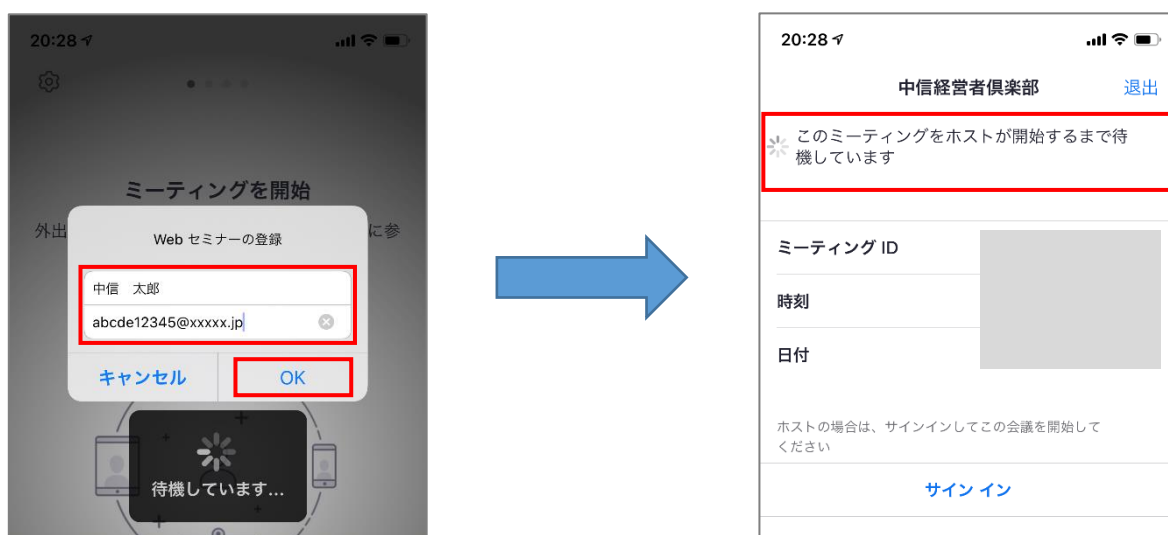 20:28
ミーティングを開始
外出
に参
Web セミナーの登録
中信　太郎
abcde12345@xxxxx.jp
キャンセル
OK
待機しています...
20:28
中信経営者倶楽部
退出
このミーティングをホストが開始するまで待
機しています
ミーティング ID
時刻
日付
ホストの場合は、サインインしてこの会議を開始して
ください
サイン イン